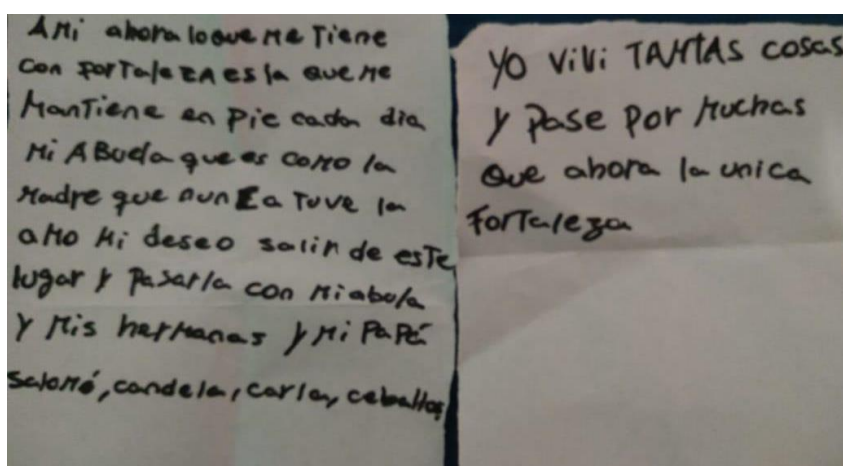 A Mi ahora lo que Me Tiene
con ForTaleza es la que Me
ManTiene en pie cada dia
Mi ABuela que es coMo la
Madre que nunca Tuve la
aMo Mi deseo salir de esTe
lugar y Pasarla con Mi abula
Y Mis herManas y Mi PaPá
SaloMé, candela, carla, ceballos
YO ViVi TANTAS cosas
y Pase por Muchas
Que ahora la unica
ForTaleza